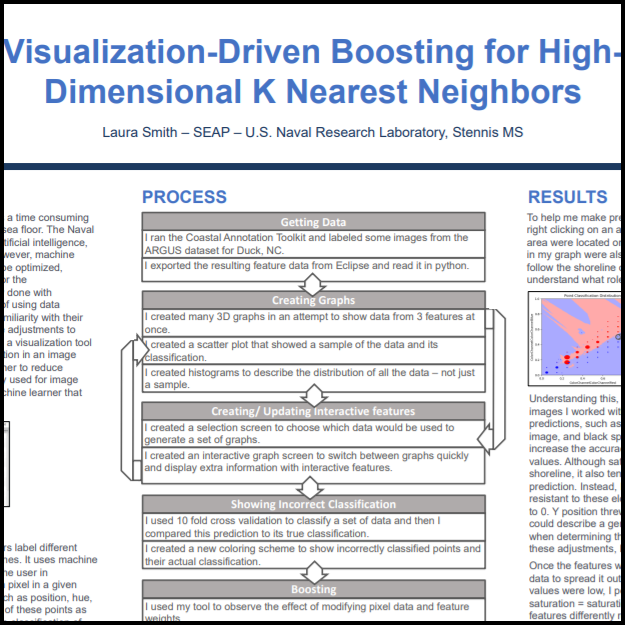 Visualization-Driven Boosting for High-
Dimensional K Nearest Neighbors
Laura Smith – SEAP – U.S. Naval Research Laboratory, Stennis MS
a time consuming
sea floor. The Naval
tificial intelligence,
wever, machine
be optimized,
or the
done with
of using data
miliarity with their
adjustments to
a visualization tool
tion in an image
ner to reduce
y used for image
chine learner that
rs label different
nes. It uses machine
ne user in
pixel in a given
ch as position, hue,
of these points as
PROCESS
Getting Data
I ran the Coastal Annotation Toolkit and labeled some images from the
ARGUS dataset for Duck, NC.
I exported the resulting feature data from Eclipse and read it in python.
Creating Graphs
I created many 3D graphs in an attempt to show data from 3 features at
once.
I created a scatter plot that showed a sample of the data and its
classification.
I created histograms to describe the distribution of all the data – not just
a sample.
Creating/ Updating Interactive features
I created a selection screen to choose which data would be used to
generate a set of graphs.
I created an interactive graph screen to switch between graphs quickly
and display extra information with interactive features.
Showing Incorrect Classification
I used 10 fold cross validation to classify a set of data and then I
compared this prediction to its true classification.
I created a new coloring scheme to show incorrectly classified points and
their actual classification.
Boosting
I used my tool to observe the effect of modifying pixel data and feature
weights.
RESULTS
To help me make pre
right clicking on an a
area were located or
in my graph were als
follow the shoreline
understand what role
Pixel Classification Distribution
Understanding this,
images I worked wit
predictions, such as
image, and black sp
increase the accura
values. Although sat
shoreline, it also ten
prediction. Instead,
resistant to these ele
to 0. Y position threw
could describe a ger
when determining th
these adjustments, I
Once the features w
data to spread it out
values were low, I p
saturation = saturati
features differently r